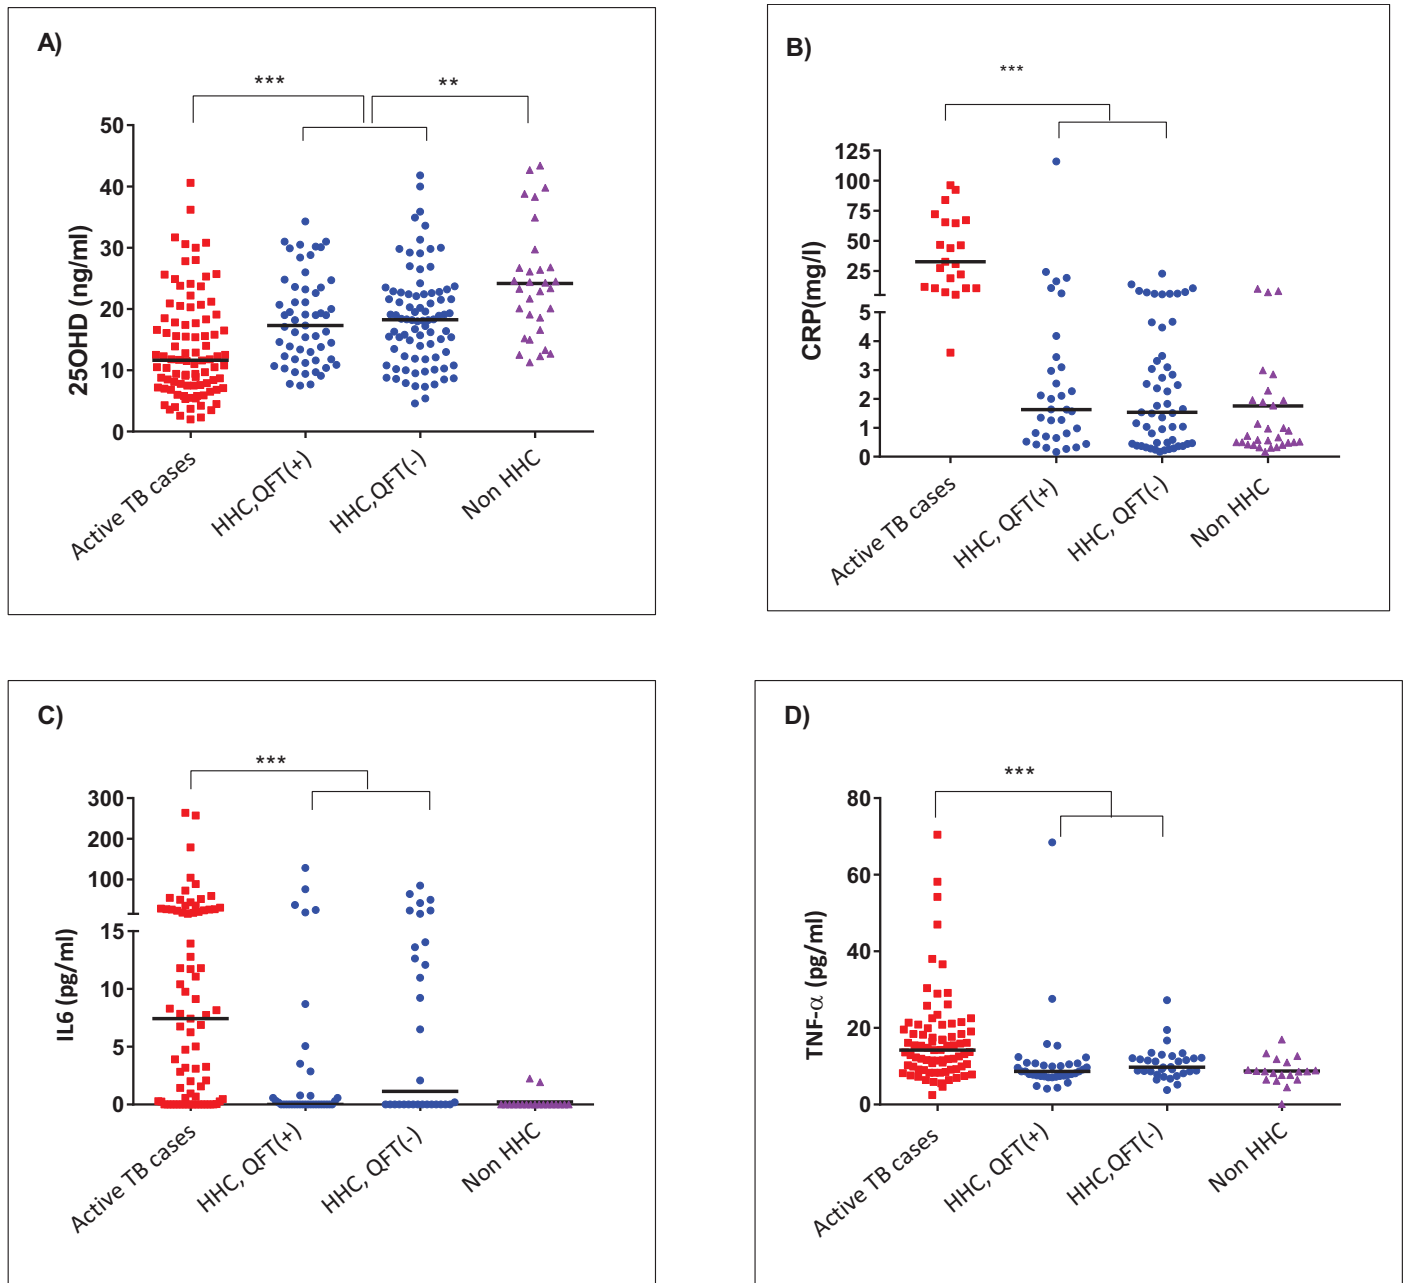 A)
***
**
50
40
30
20
10
0
25OHD (ng/ml)
Active TB cases
HHC,QFT(+)
HHC,QFT(-)
Non HHC
B)
***
125
100
75
50
25
5
4
3
2
1
0
CRP(mg/l)
Active TB cases
HHC, QFT(+)
HHC, QFT(-)
Non HHC
C)
***
300
200
100
15
10
5
0
IL6 (pg/ml)
Active TB cases
HHC, QFT(+)
HHC, QFT(-)
Non HHC
D)
***
80
60
40
20
0
TNF-α (pg/ml)
Active TB cases
HHC, QFT(+)
HHC,QFT(-)
Non HHC